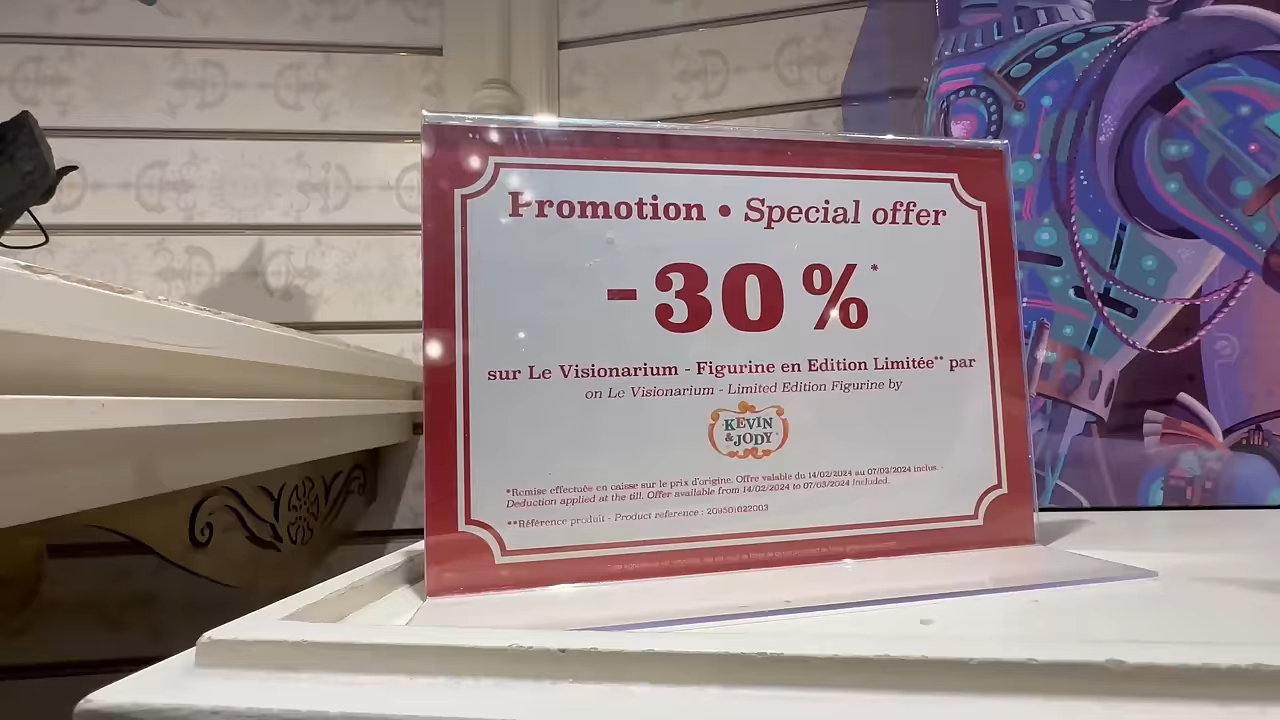 Promotion • Special offer
-30%*
sur Le Visionarium - Figurine en Edition Limitée** par
on Le Visionarium - Limited Edition Figurine by
KEVIN
& JODY
*Remise effectuée en caisse sur le prix d'origine. Offre valable du 14/02/2024 au 07/03/2024 inclus. -
Deduction applied at the till. Offer available from 14/02/2024 to 07/03/2024 included.
**Référence produit - Product reference : 209501022003